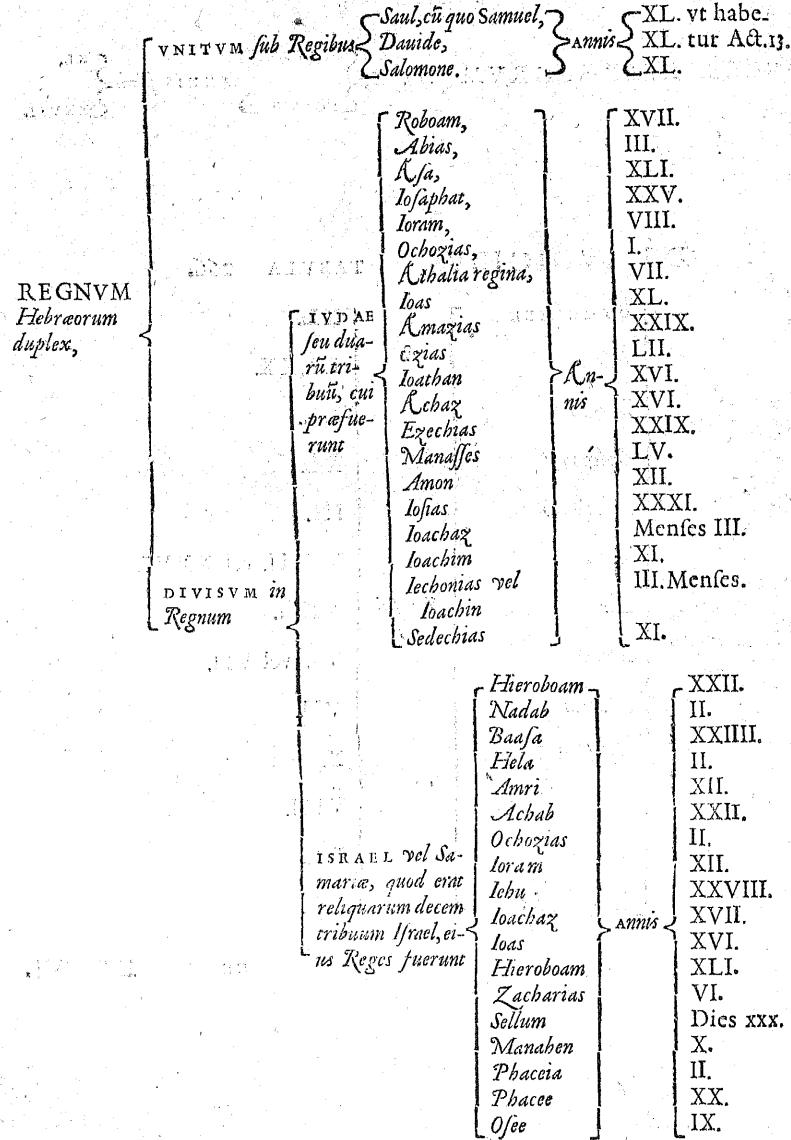 REGNVM
Hebræorum
duplex,
VNITVM ſub Regibus
Saul, cũ quo Samuel,
Dauide,
Salomone.
Annis
XL. vt habe-
XL. tur Act. 13.
XL.
DIVISVM in
Regnum
IVDAE
ſeu dua-
rũ tri-
buũ, cui
præfue-
runt
Roboam,
Abias,
Aſa,
Ioſaphat,
Ioram,
Ochozias,
Athalia regina,
Ioas
Amazias
Ozias
Ioathan
Achaz
Ezechias
Manaſſes
Amon
Ioſias
Ioachaz
Ioachim
Iechonias vel
Ioachin
Sedechias
An-
nis
XVII.
III.
XLI.
XXV.
VIII.
I.
VII.
XL.
XXIX.
LII.
XVI.
XVI.
XXIX.
LV.
XII.
XXXI.
Menſes III.
XI.
III. Menſes.
XI.
ISRAEL vel Sa-
mariæ, quod erat
reliquarum decem
tribuum Iſrael, ei-
us Reges fuerunt
Hieroboam
Nadab
Baaſa
Hela
Amri
Achab
Ochozias
Ioram
Iehu
Ioachaz
Ioas
Hieroboam
Zacharias
Sellum
Manahen
Phaceia
Phacee
Oſee
Annis
XXII.
II.
XXIIII.
II.
XII.
XXII.
II.
XII.
XXVIII.
XVII.
XVI.
XLI.
VI.
Dies xxx.
X.
II.
XX.
IX.